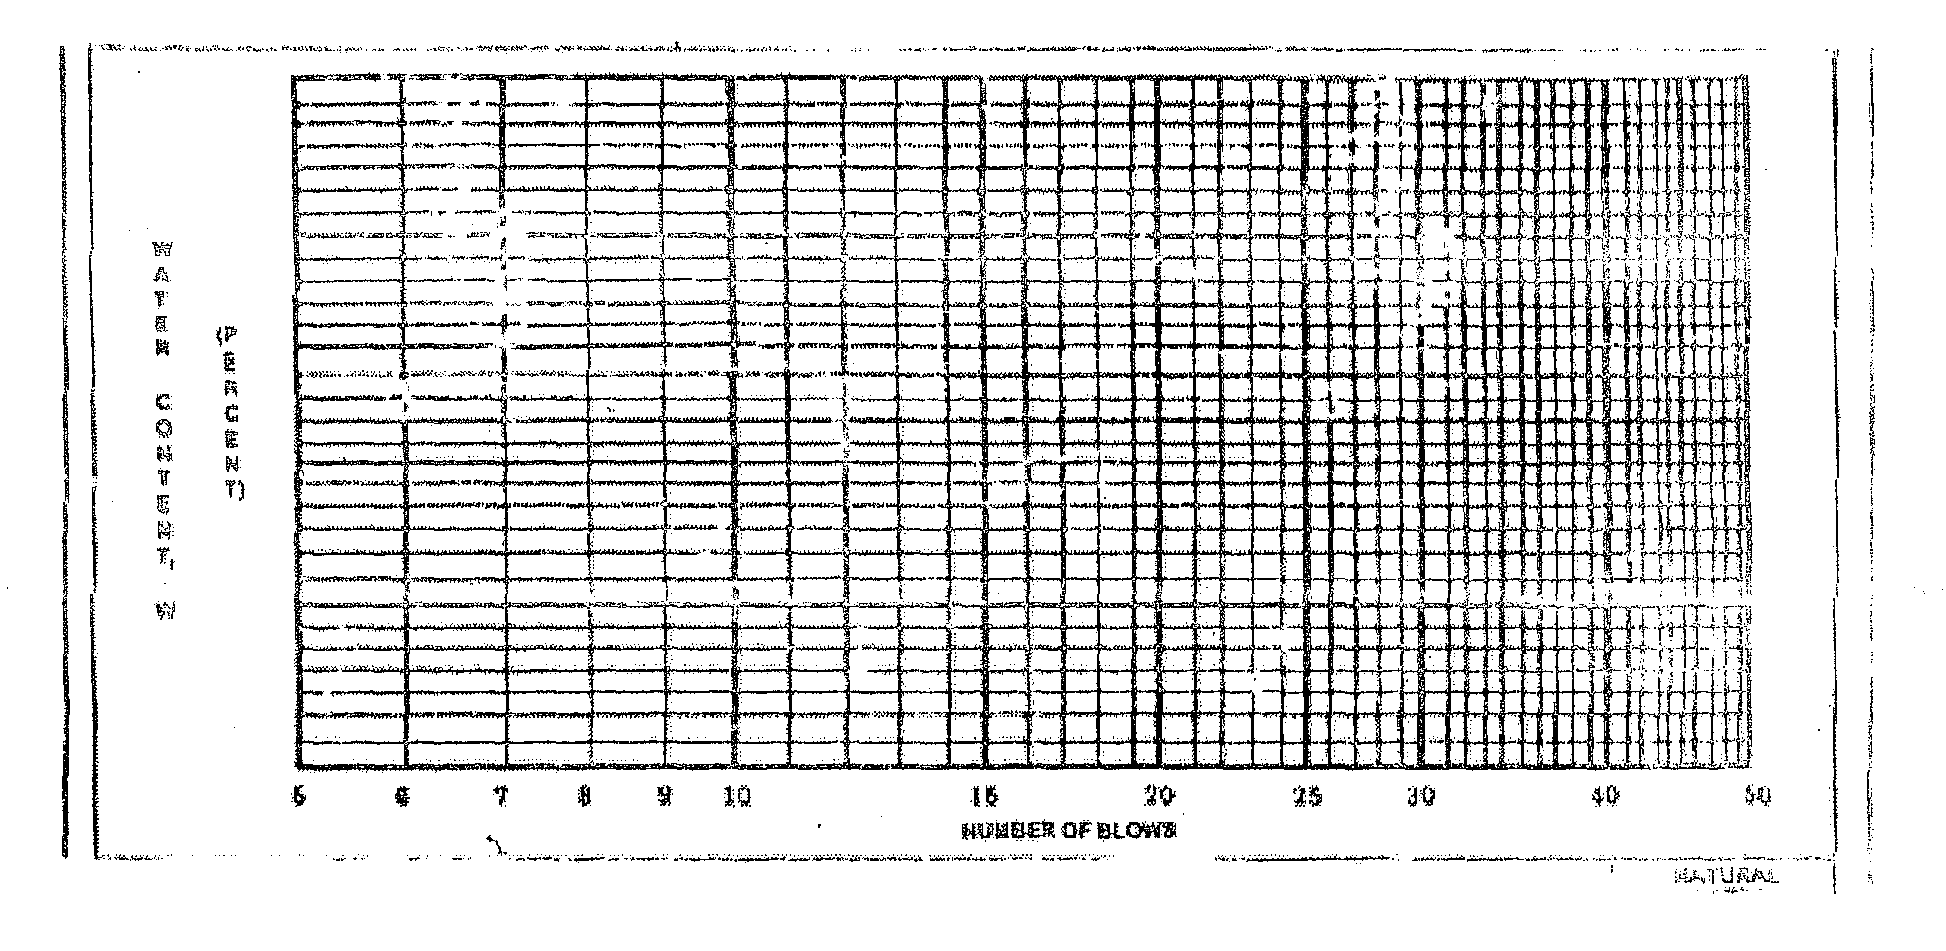 WATER CONTENT, W
(PERCENT)
5 6 7 8 9 10 15 20 25 30 40 50
NUMBER OF BLOWS
NATURAL